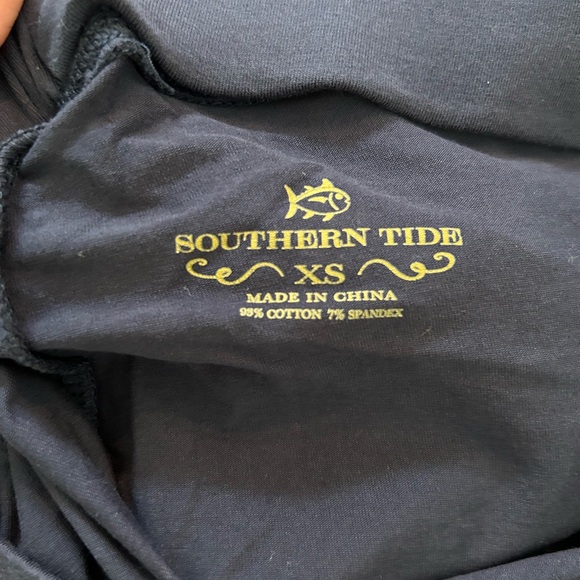 SOUTHERN TIDE
XS
MADE IN CHINA
93% COTTON 7% SPANDEX